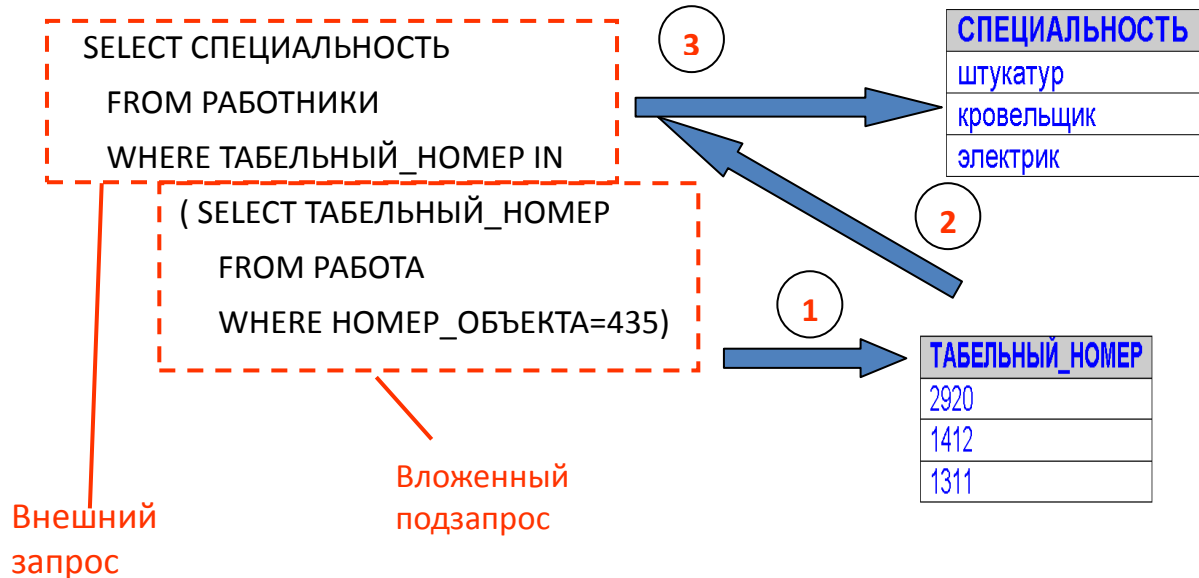 SELECT СПЕЦИАЛЬНОСТЬ
FROM РАБОТНИКИ
WHERE ТАБЕЛЬНЫЙ_НОМЕР IN
( SELECT ТАБЕЛЬНЫЙ_НОМЕР
FROM РАБОТА
WHERE НОМЕР_ОБЪЕКТА=435)
3
СПЕЦИАЛЬНОСТЬ
штукатур
кровельщик
электрик
2
1
ТАБЕЛЬНЫЙ_НОМЕР
2920
1412
1311
Вложенный
подзапрос
Внешний
запрос